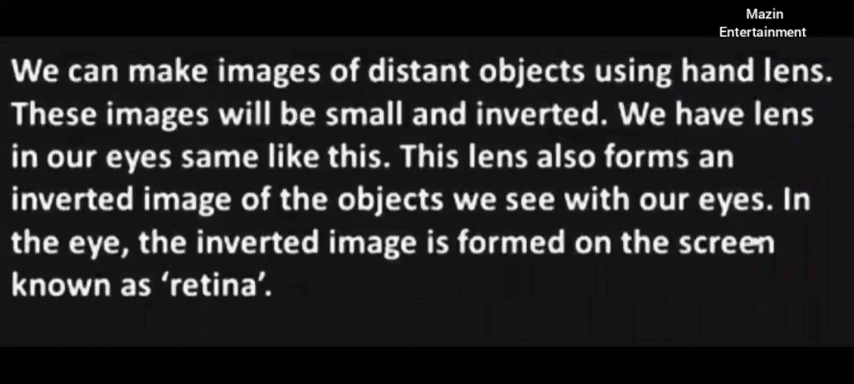 Mazin
Entertainment
We can make images of distant objects using hand lens.
These images will be small and inverted. We have lens
in our eyes same like this. This lens also forms an
inverted image of the objects we see with our eyes. In
the eye, the inverted image is formed on the screen
known as ‘retina’.